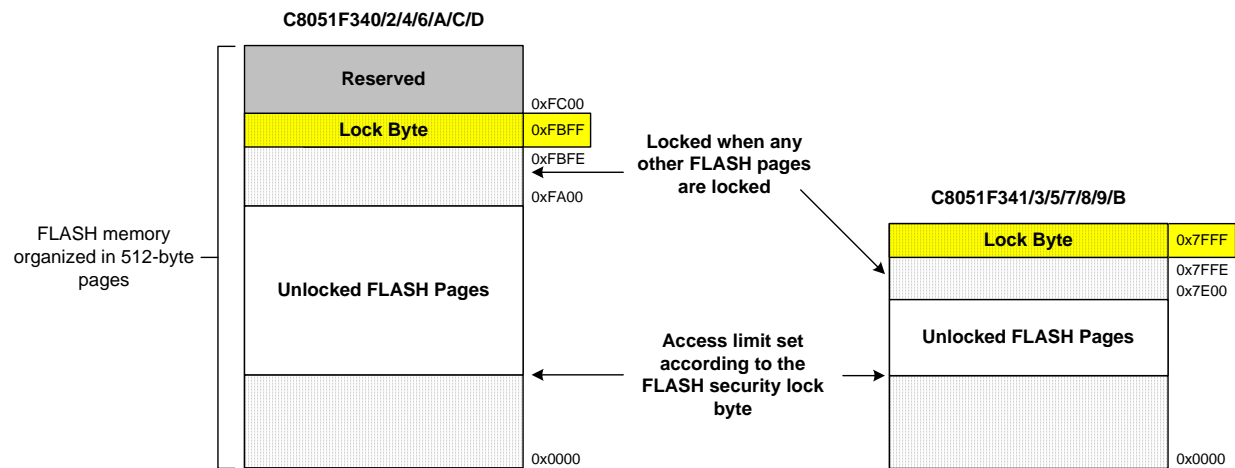 C8051F340/2/4/6/A/C/D
Reserved
0xFC00
Lock Byte
0xFBFF
0xFBFE
0xFA00
FLASH memory
organized in 512-byte
pages
Unlocked FLASH Pages
0x0000
Locked when any
other FLASH pages
are locked
Access limit set
according to the
FLASH security lock
byte
C8051F341/3/5/7/8/9/B
Lock Byte
0x7FFF
0x7FFE
0x7E00
Unlocked FLASH Pages
0x0000